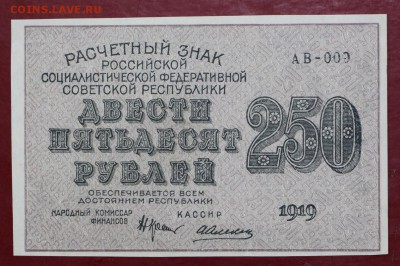 COINS.ЛАВЕ.RU
РАСЧЕТНЫЙ ЗНАК
РОССИЙСКОЙ
СОЦИАЛИСТИЧЕСКОЙ ФЕДЕРАТИВНОЙ
СОВЕТСКОЙ РЕСПУБЛИКИ
АВ-009
ДВЕСТИ
ПЯТЬДЕСЯТ
РУБЛЕЙ
250
ОБЕСПЕЧИВАЕТСЯ ВСЕМ
ДОСТОЯНИЕМ РЕСПУБЛИКИ
НАРОДНЫЙ КОМИССАР
ФИНАНСОВ
КАССИР
1919